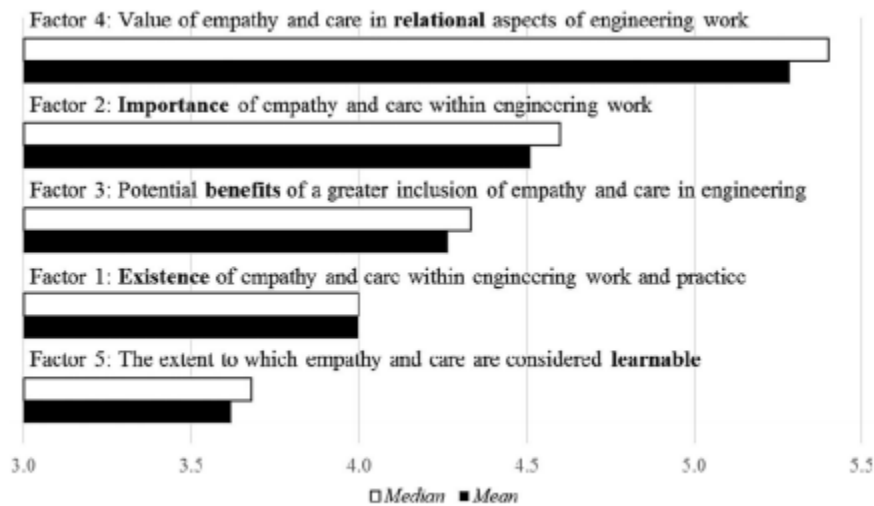 Factor 4: Value of empathy and care in relational aspects of engineering work
Factor 2: Importance of empathy and care within engineering work
Factor 3: Potential benefits of a greater inclusion of empathy and care in engineering
Factor 1: Existence of empathy and care within engineering work and practice
Factor 5: The extent to which empathy and care are considered learnable
3.0 3.5 4.0 4.5 5.0 5.5
Median Mean